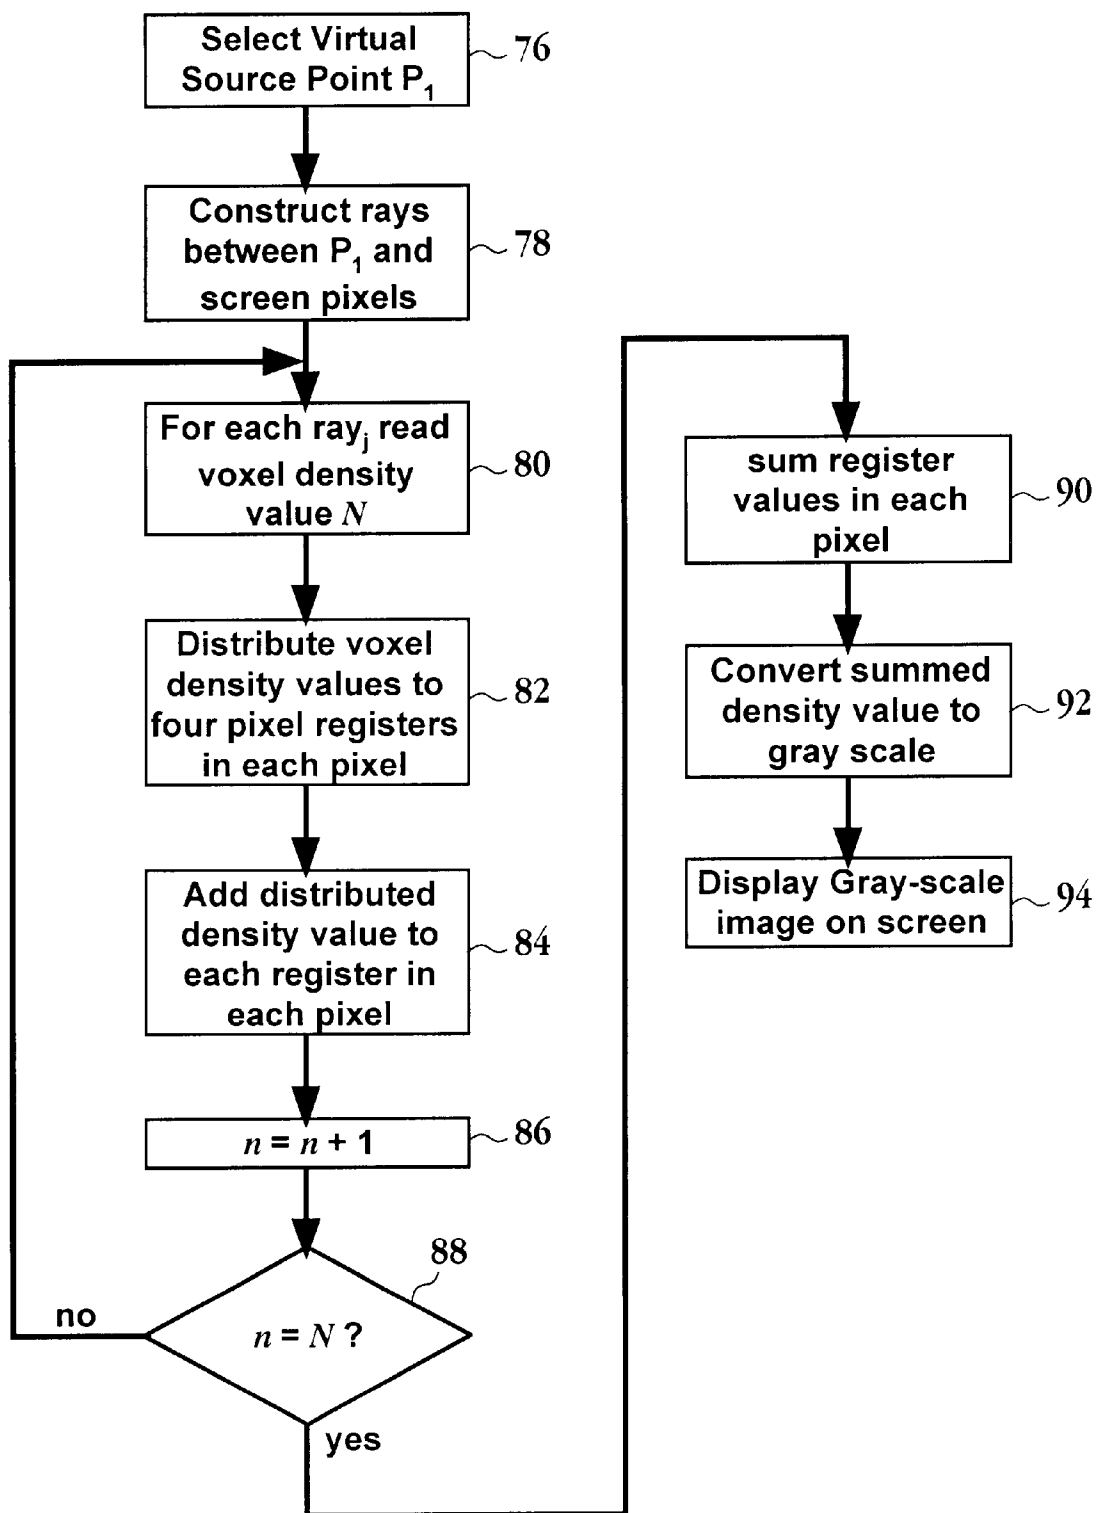 Select Virtual
Source Point P1
76
Construct rays
between P1 and
screen pixels
78
For each rayj read
voxel density
value N
80
Distribute voxel
density values to
four pixel registers
in each pixel
82
Add distributed
density value to
each register in
each pixel
84
n = n + 1
86
n = N ?
88
no
yes
sum register
values in each
pixel
90
Convert summed
density value to
gray scale
92
Display Gray-scale
image on screen
94